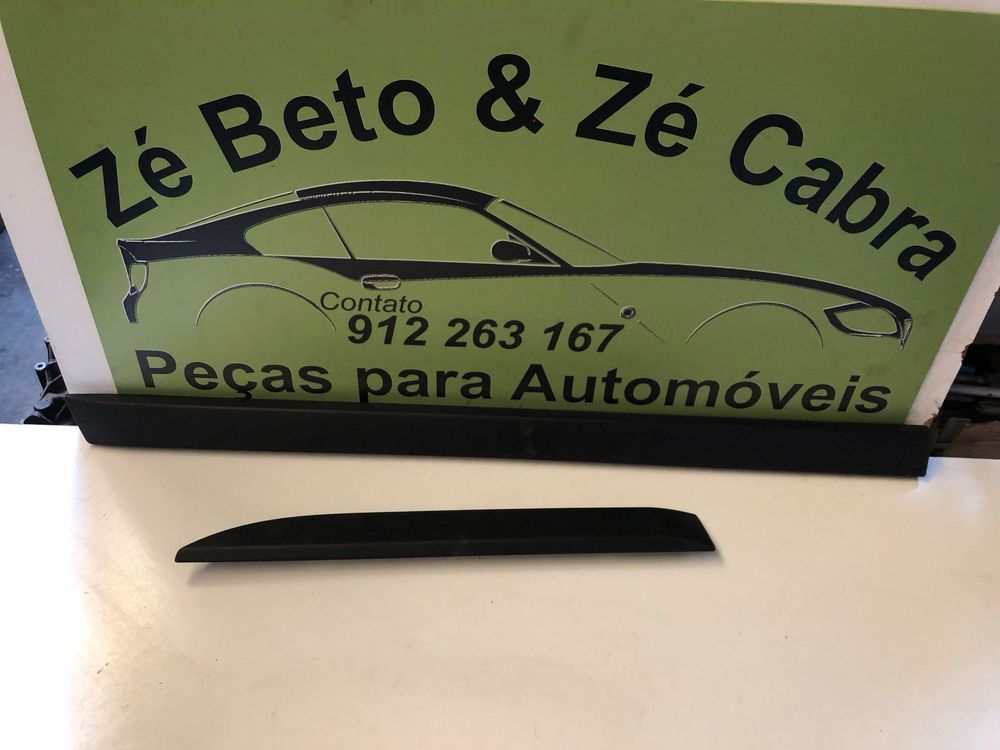 Zé Beto & Zé Cabra
Contato
912 263 167
Peças para Automóveis